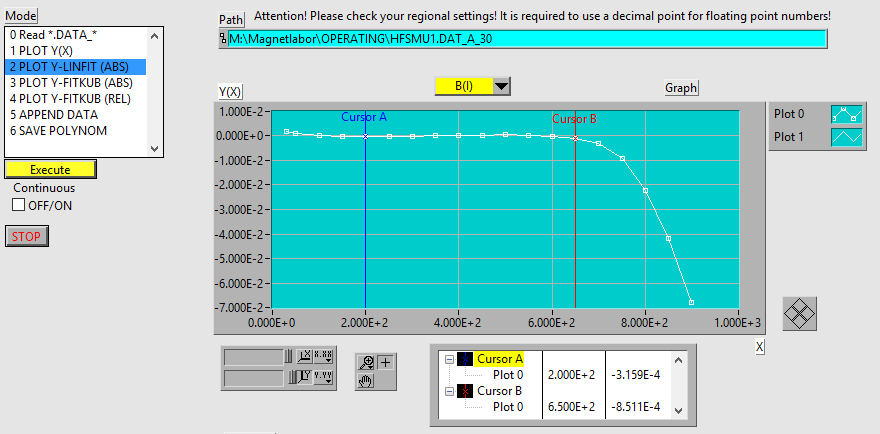 Mode
0 Read *.DATA_*
1 PLOT Y(X)
2 PLOT Y-LINFIT (ABS)
3 PLOT Y-FITKUB (ABS)
4 PLOT Y-FITKUB (REL)
5 APPEND DATA
6 SAVE POLYNOM
Execute
Continuous
OFF/ON
STOP
Path
Attention! Please check your regional settings! It is required to use a decimal point for floating point numbers!
M:\Magnetlabor\OPERATING\HFSMU1.DAT_A_30
Y(X)
B(I)
Graph
1.000E-2
0.000E+0
-1.000E-2
-2.000E-2
-3.000E-2
-4.000E-2
-5.000E-2
-6.000E-2
-7.000E-2
Cursor A
Cursor B
0.000E+0 2.000E+2 4.000E+2 6.000E+2 8.000E+2 1.000E+3
X
Plot 0
Plot 1
X X.XX
Y Y.YY
Cursor A
Plot 0 2.000E+2 -3.159E-4
Cursor B
Plot 0 6.500E+2 -8.511E-4